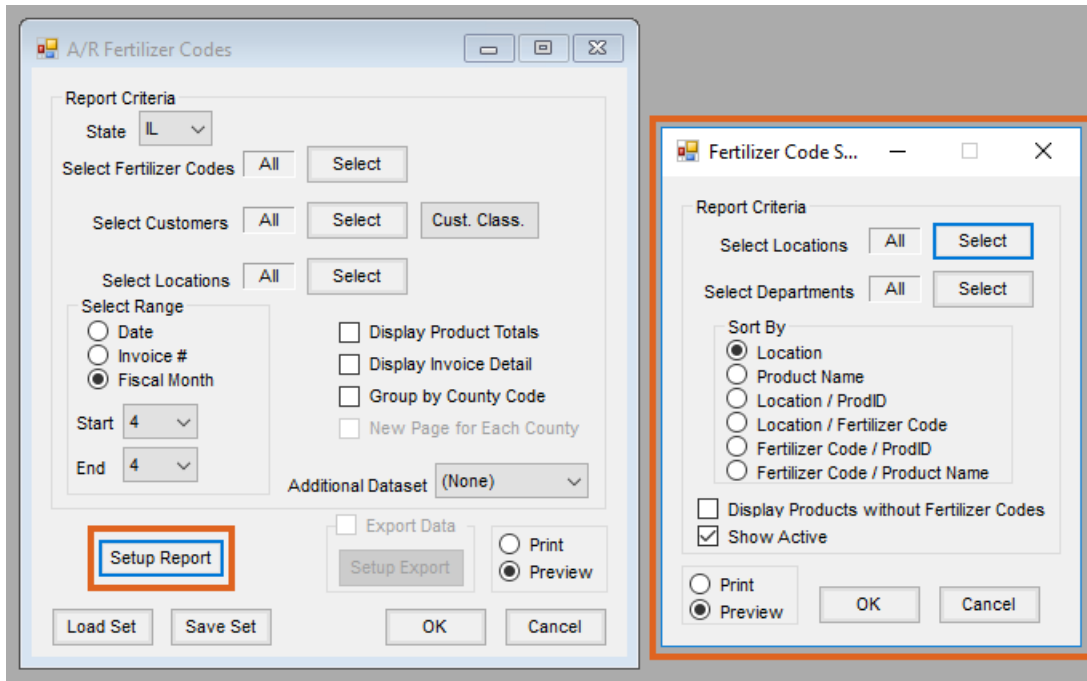 A/R Fertilizer Codes
Report Criteria
State IL
Select Fertilizer Codes All Select
Select Customers All Select Cust. Class.
Select Locations All Select
Select Range
Date
Invoice #
Fiscal Month
Start 4
End 4
Display Product Totals
Display Invoice Detail
Group by County Code
New Page for Each County
Additional Dataset (None)
Setup Report
Export Data
Setup Export
Print
Preview
Load Set Save Set OK Cancel
Fertilizer Code S...
Report Criteria
Select Locations All Select
Select Departments All Select
Sort By
Location
Product Name
Location / ProdID
Location / Fertilizer Code
Fertilizer Code / ProdID
Fertilizer Code / Product Name
Display Products without Fertilizer Codes
Show Active
Print
Preview
OK Cancel